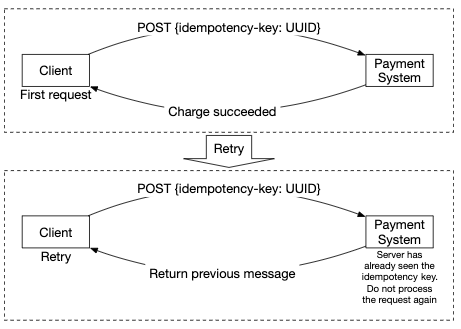 POST {idempotency-key: UUID}
Client
Payment
System
First request
Charge succeeded
Retry
POST {idempotency-key: UUID}
Client
Payment
System
Retry
Return previous message
Server has
already seen the
idempotency key.
Do not process
the request again